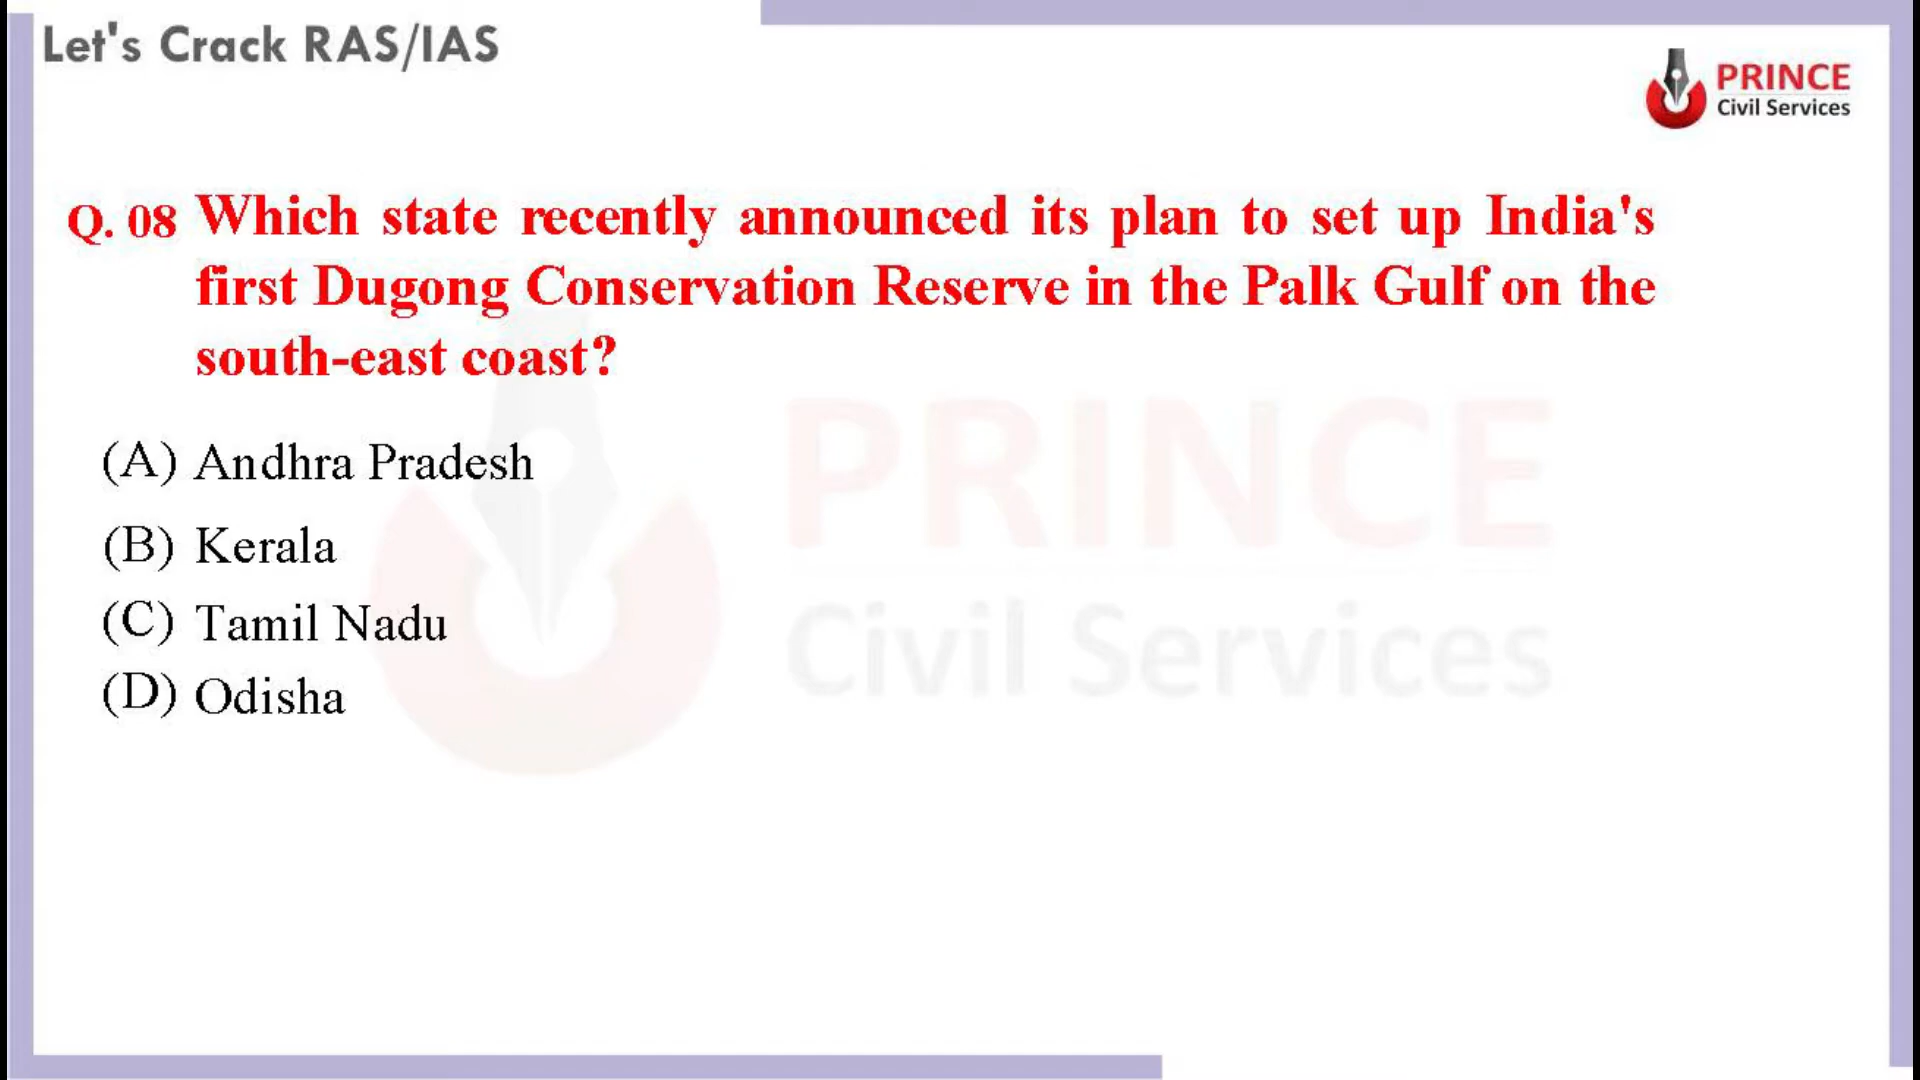 Let's Crack RAS/IAS
PRINCE
Civil Services
Q. 08 Which state recently announced its plan to set up India's
first Dugong Conservation Reserve in the Palk Gulf on the
south-east coast?
(A) Andhra Pradesh
(B) Kerala
(C) Tamil Nadu
(D) Odisha
PRINCE
Civil Services